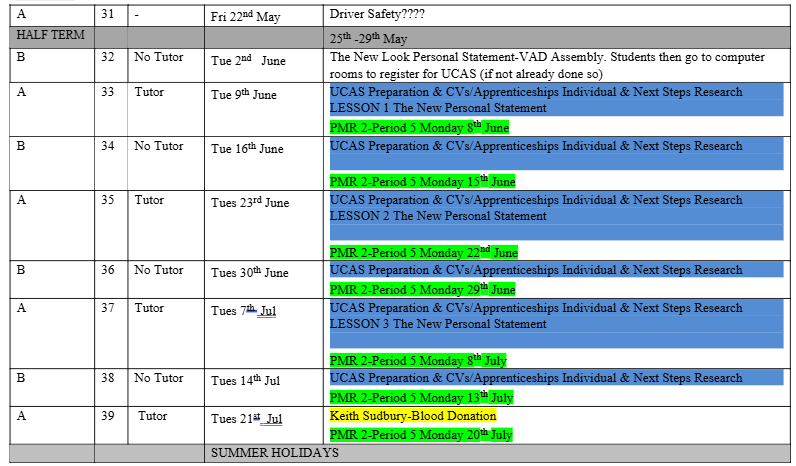 A 31 - Fri 22nd May Driver Safety????
HALF TERM 25th -29th May
B 32 No Tutor Tue 2nd June The New Look Personal Statement-VAD Assembly. Students then go to computer
rooms to register for UCAS (if not already done so)
A 33 Tutor Tue 9th June UCAS Preparation & CVs/Apprenticeships Individual & Next Steps Research
LESSON 1 The New Personal Statement
PMR 2-Period 5 Monday 8th June
B 34 No Tutor Tue 16th June UCAS Preparation & CVs/Apprenticeships Individual & Next Steps Research
PMR 2-Period 5 Monday 15th June
A 35 Tutor Tues 23rd June UCAS Preparation & CVs/Apprenticeships Individual & Next Steps Research
LESSON 2 The New Personal Statement
PMR 2-Period 5 Monday 22nd June
B 36 No Tutor Tues 30th June UCAS Preparation & CVs/Apprenticeships Individual & Next Steps Research
PMR 2-Period 5 Monday 29th June
A 37 Tutor Tues 7th Jul UCAS Preparation & CVs/Apprenticeships Individual & Next Steps Research
LESSON 3 The New Personal Statement
PMR 2-Period 5 Monday 8th July
B 38 No Tutor Tues 14th Jul UCAS Preparation & CVs/Apprenticeships Individual & Next Steps Research
PMR 2-Period 5 Monday 13th July
A 39 Tutor Tues 21st Jul Keith Sudbury-Blood Donation
PMR 2-Period 5 Monday 20th July
SUMMER HOLIDAYS